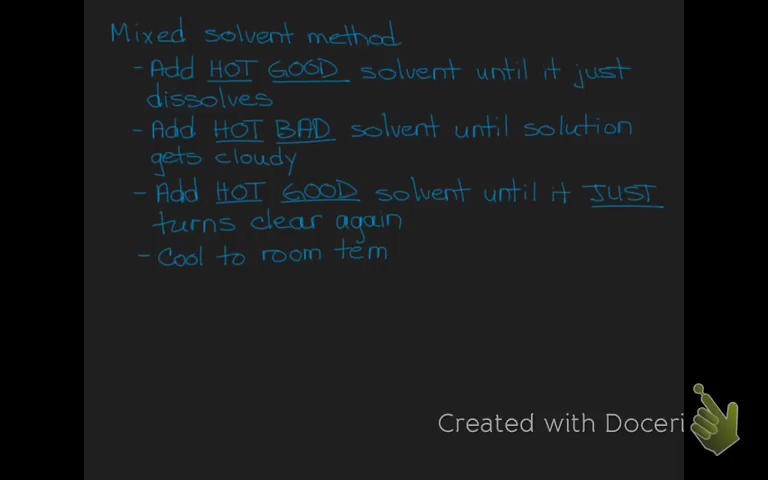 Mixed solvent method
- Add HOT GOOD solvent until it just
dissolves
- Add HOT BAD solvent until solution
gets cloudy
- Add HOT GOOD solvent until it JUST
turns clear again
- Cool to room tem
Created with Doceri